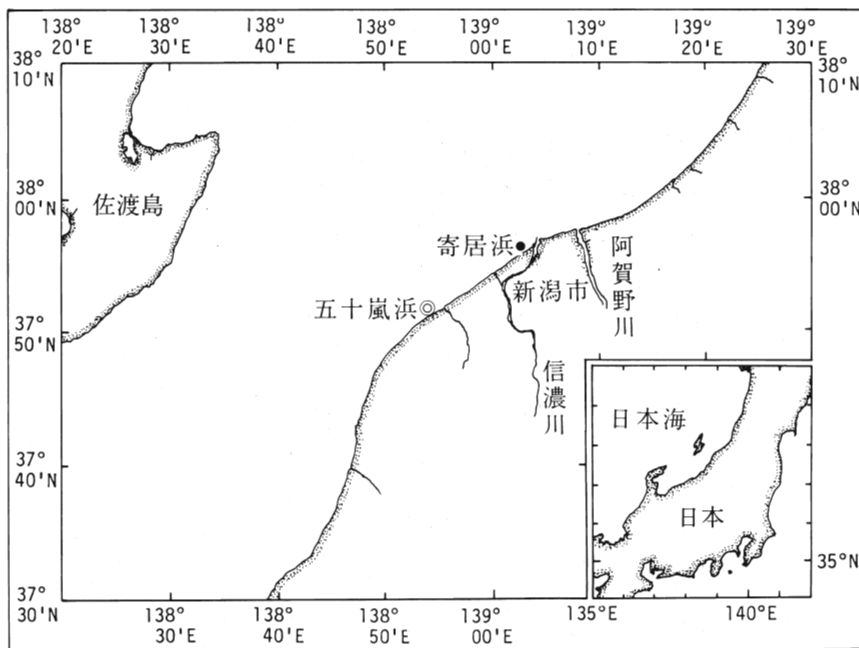 138° 138° 138° 138° 139° 139° 139° 139°
20'E 30'E 40'E 50'E 00'E 10'E 20'E 30'E
38° 38°
10'N 10'N
38° 38°
00'N 00'N
佐渡島
寄居浜
阿賀野川
新潟市
五十嵐浜
37°
50'N
信濃川
日本海
37°
40'N
日本
35°N
37°
30'N
138° 138° 138° 139° 135°E 140°E
30'E 40'E 50'E 00'E